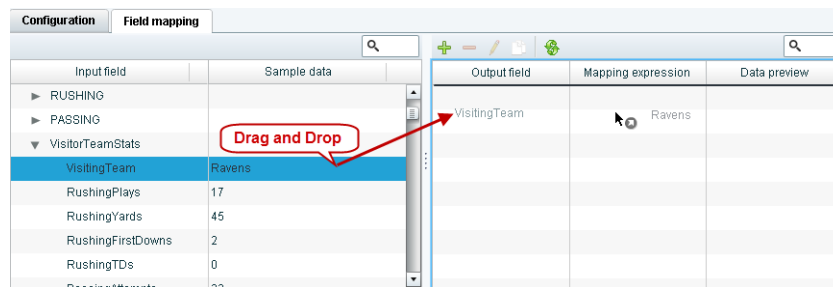 Configuration Field mapping
Input field Sample data
Output field Mapping expression Data preview
RUSHING
PASSING
VisitorTeamStats
VisitingTeam Ravens
RushingPlays 17
RushingYards 45
RushingFirstDowns 2
RushingTDs 0
Drag and Drop
VisitingTeam Ravens